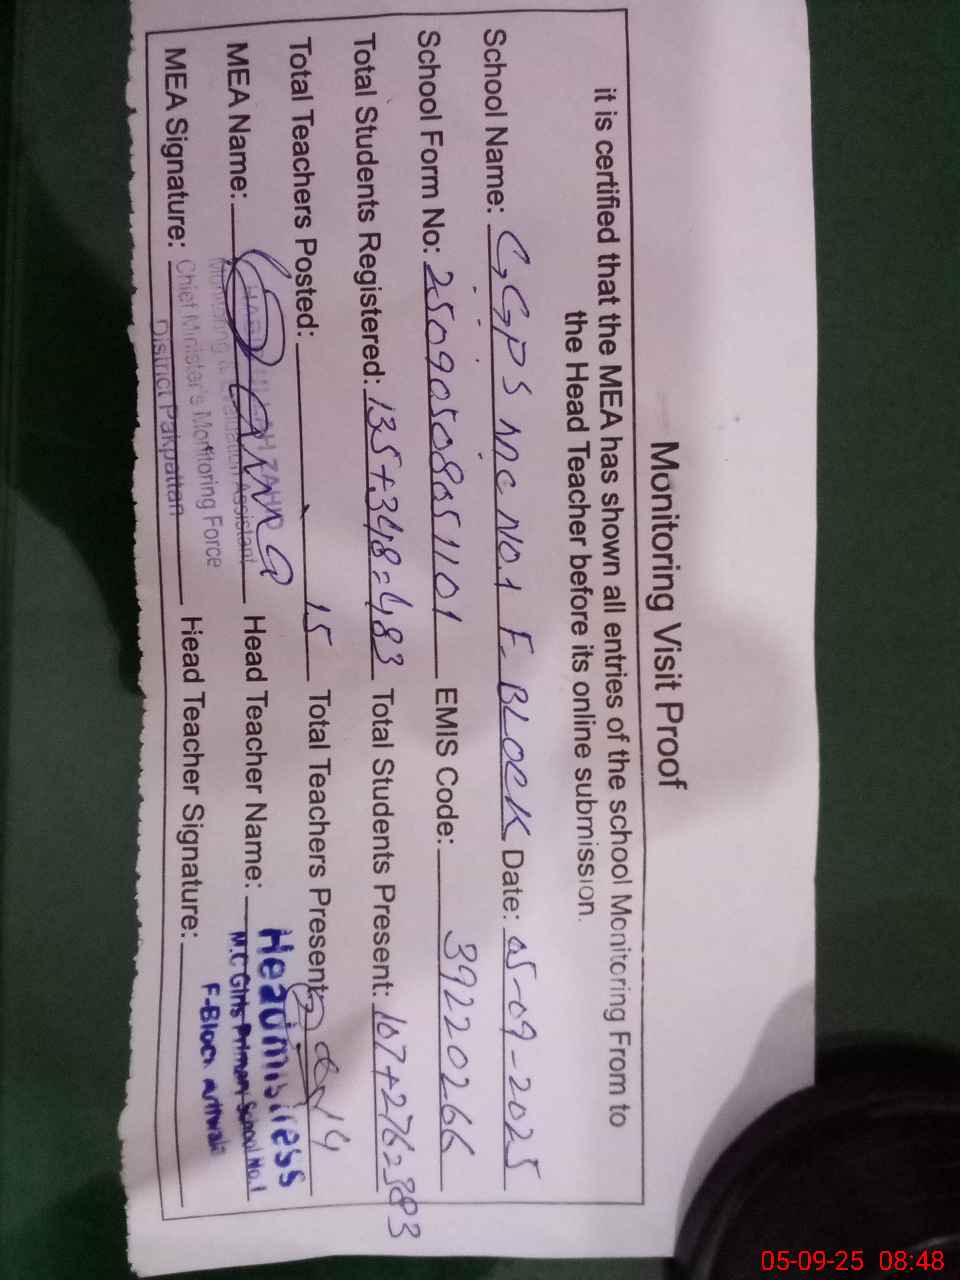 Monitoring Visit Proof
it is certified that the MEA has shown all entries of the school Monitoring From to
the Head Teacher before its online submission.
School Name: G.G.P.S MC NO.1 F. BLOCK Date: 05-09-2025
School Form No: 25090508051101 EMIS Code: 39220266
Total Students Registered: 135+348=483 Total Students Present: 107+276=383
Total Teachers Posted: 15 Total Teachers Present: 14
MEA Name: Monitoring & Evaluation Assistant Head Teacher Name: Headmistress
M.C Girls Primary School No.1
F-Block
MEA Signature: Chief Minister's Monitoring Force Head Teacher Signature:
District Pakpattan
05-09-25 08:48